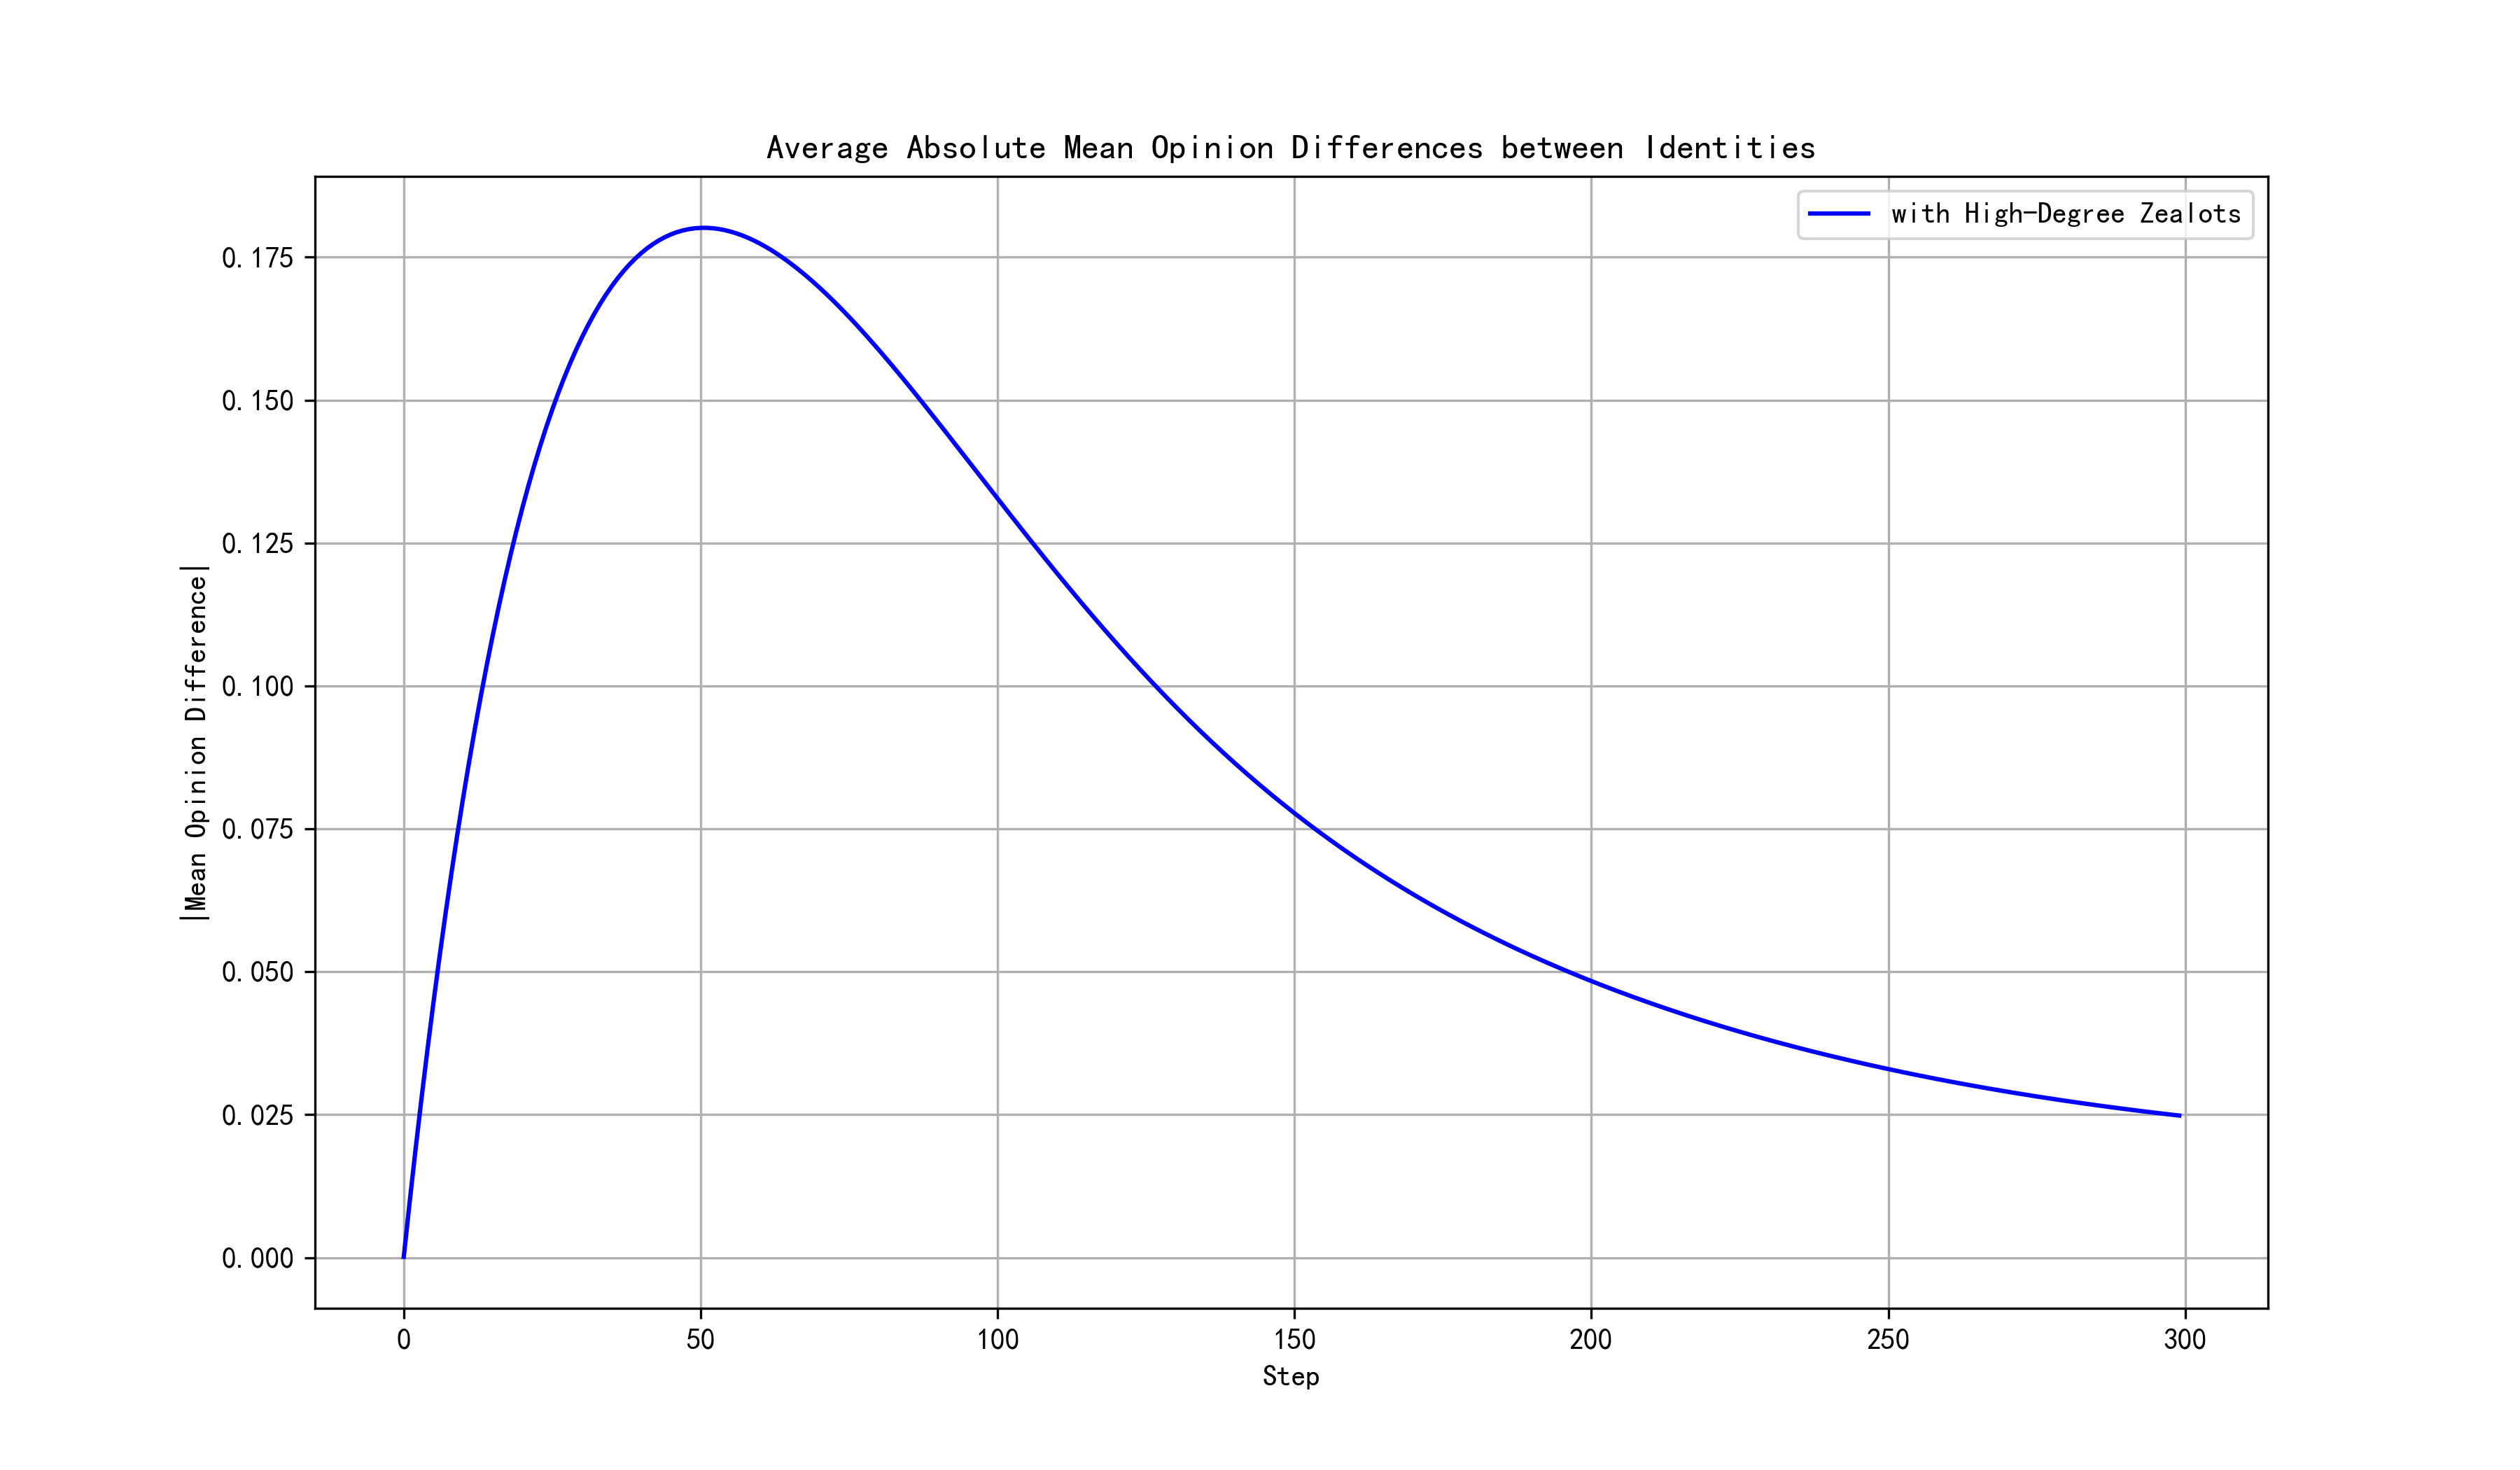 Average Absolute Mean Opinion Differences between Identities
with High-Degree Zealots
|Mean Opinion Difference|
0.175
0.150
0.125
0.100
0.075
0.050
0.025
0.000
0 50 100 150 200 250 300
Step